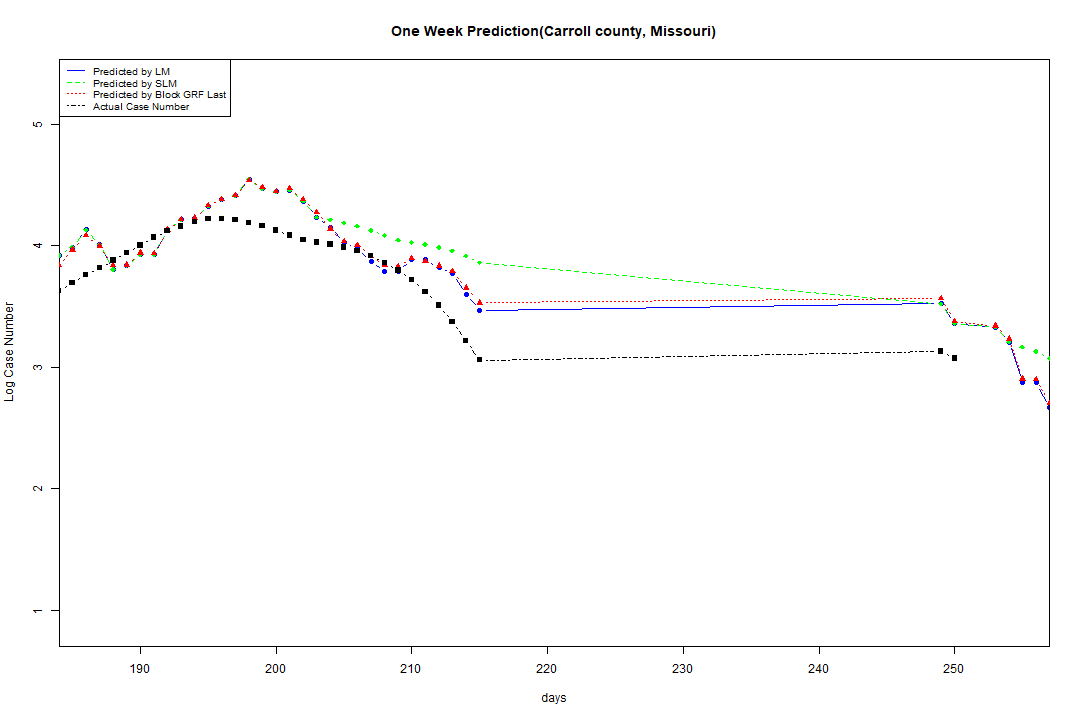 One Week Prediction(Carroll county, Missouri)
Predicted by LM
Predicted by SLM
Predicted by Block GRF Last
Actual Case Number
5
4
3
2
1
Log Case Number
190 200 210 220 230 240 250
days